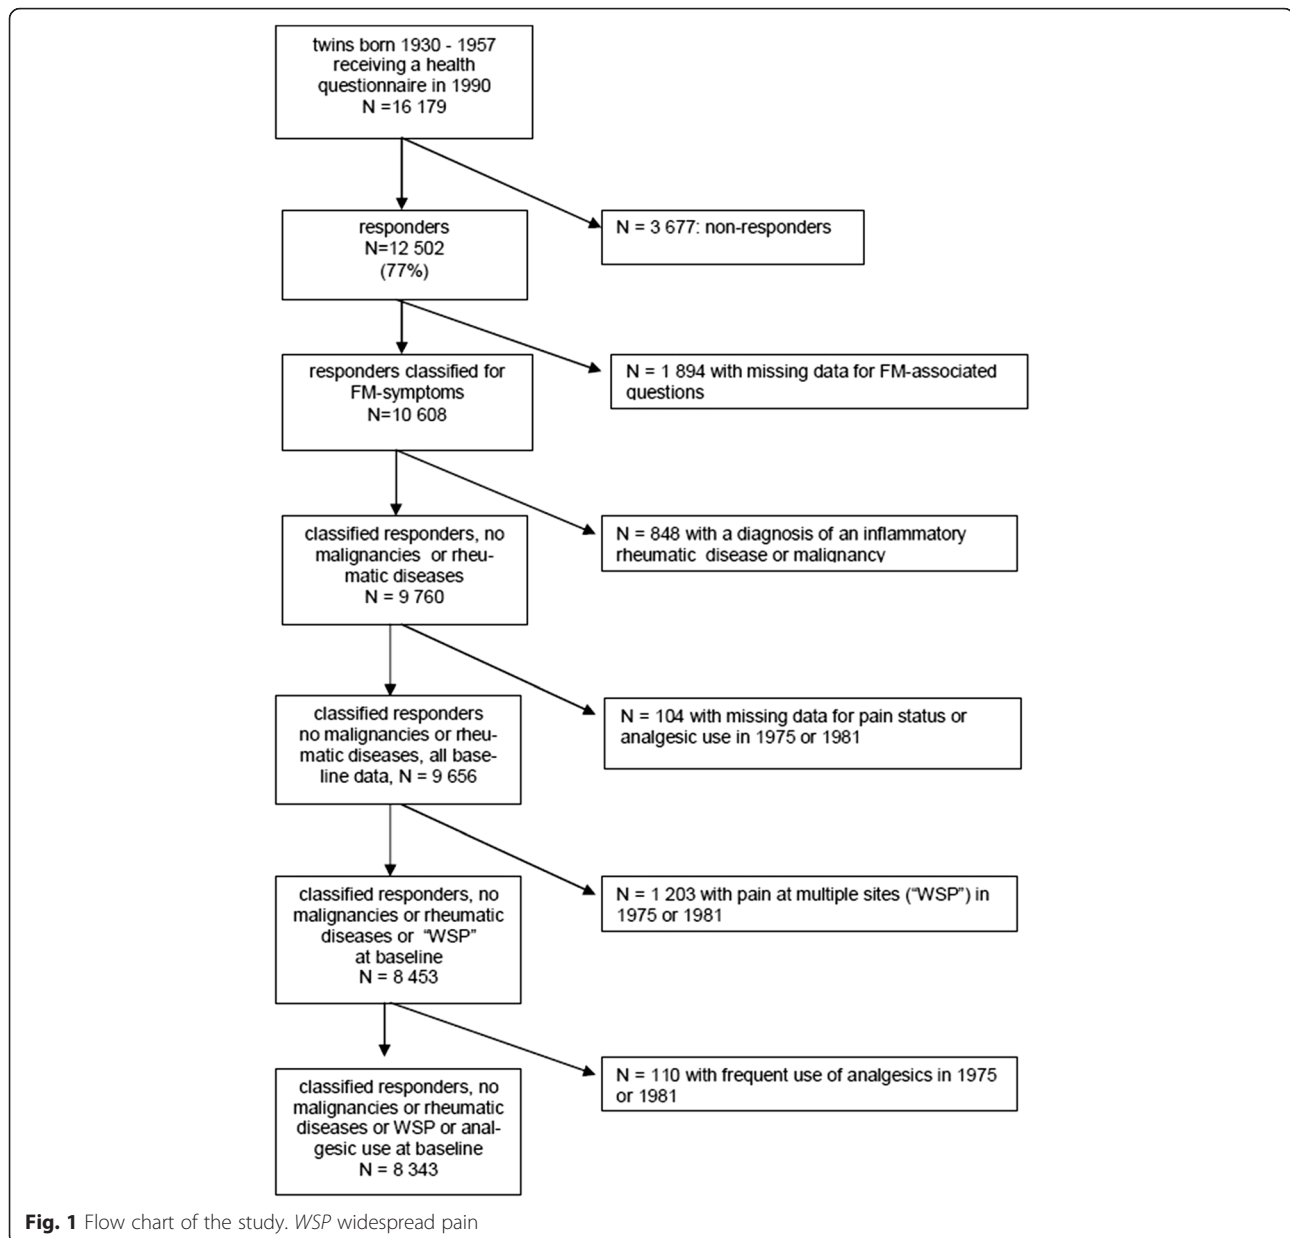 twins born 1930 - 1957
receiving a health
questionnaire in 1990
N =16 179
responders
N=12 502
(77%)
N = 3 677: non-responders
responders classified for
FM-symptoms
N=10 608
N = 1 894 with missing data for FM-associated
questions
classified responders, no
malignancies or rheu-
matic diseases
N = 9 760
N = 848 with a diagnosis of an inflammatory
rheumatic disease or malignancy
classified responders
no malignancies or rheu-
matic diseases, all base-
line data, N = 9 656
N = 104 with missing data for pain status or
analgesic use in 1975 or 1981
classified responders, no
malignancies or rheumatic
diseases or “WSP”
at baseline
N = 8 453
N = 1 203 with pain at multiple sites (“WSP”) in
1975 or 1981
classified responders, no
malignancies or rheumatic
diseases or WSP or anal-
gesic use at baseline
N = 8 343
N = 110 with frequent use of analgesics in 1975
or 1981
Fig. 1 Flow chart of the study. WSP widespread pain